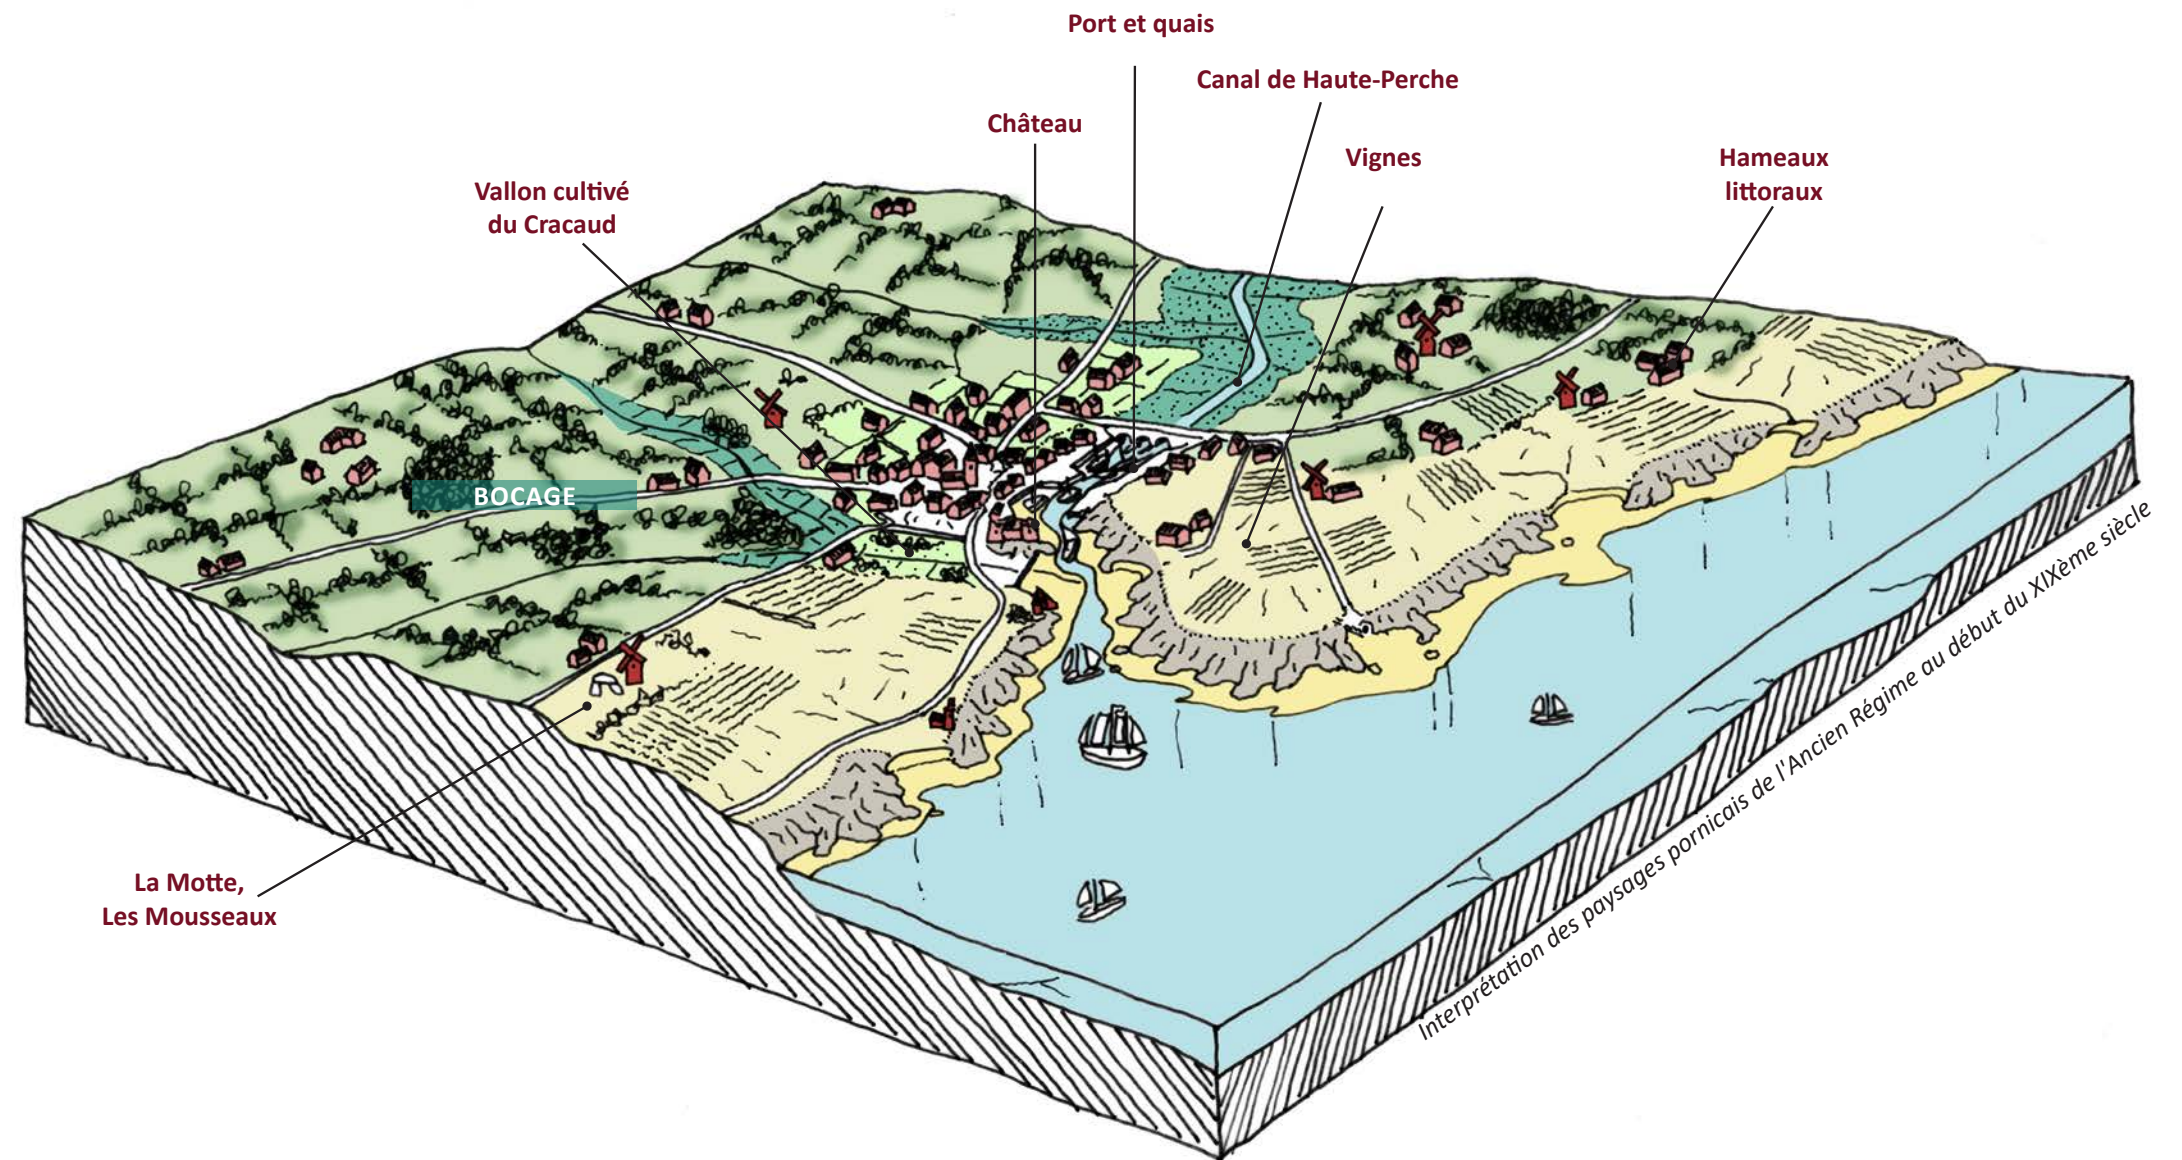 Port et quais
Canal de Haute-Perche
Château
Vignes
Hameaux
littoraux
Vallon cultivé
du Cracaud
BOCAGE
La Motte,
Les Mousseaux
Interprétation des paysages pornicais de l'Ancien Régime au début du XIXème siècle